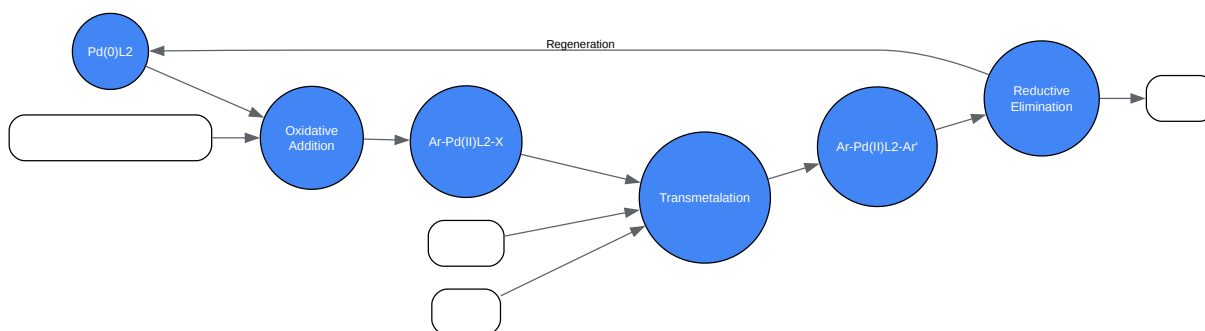 Regeneration
Pd(0)L2
Reductive
Elimination
Oxidative
Addition
Ar-Pd(II)L2-X
Ar-Pd(II)L2-Ar'
Transmetalation